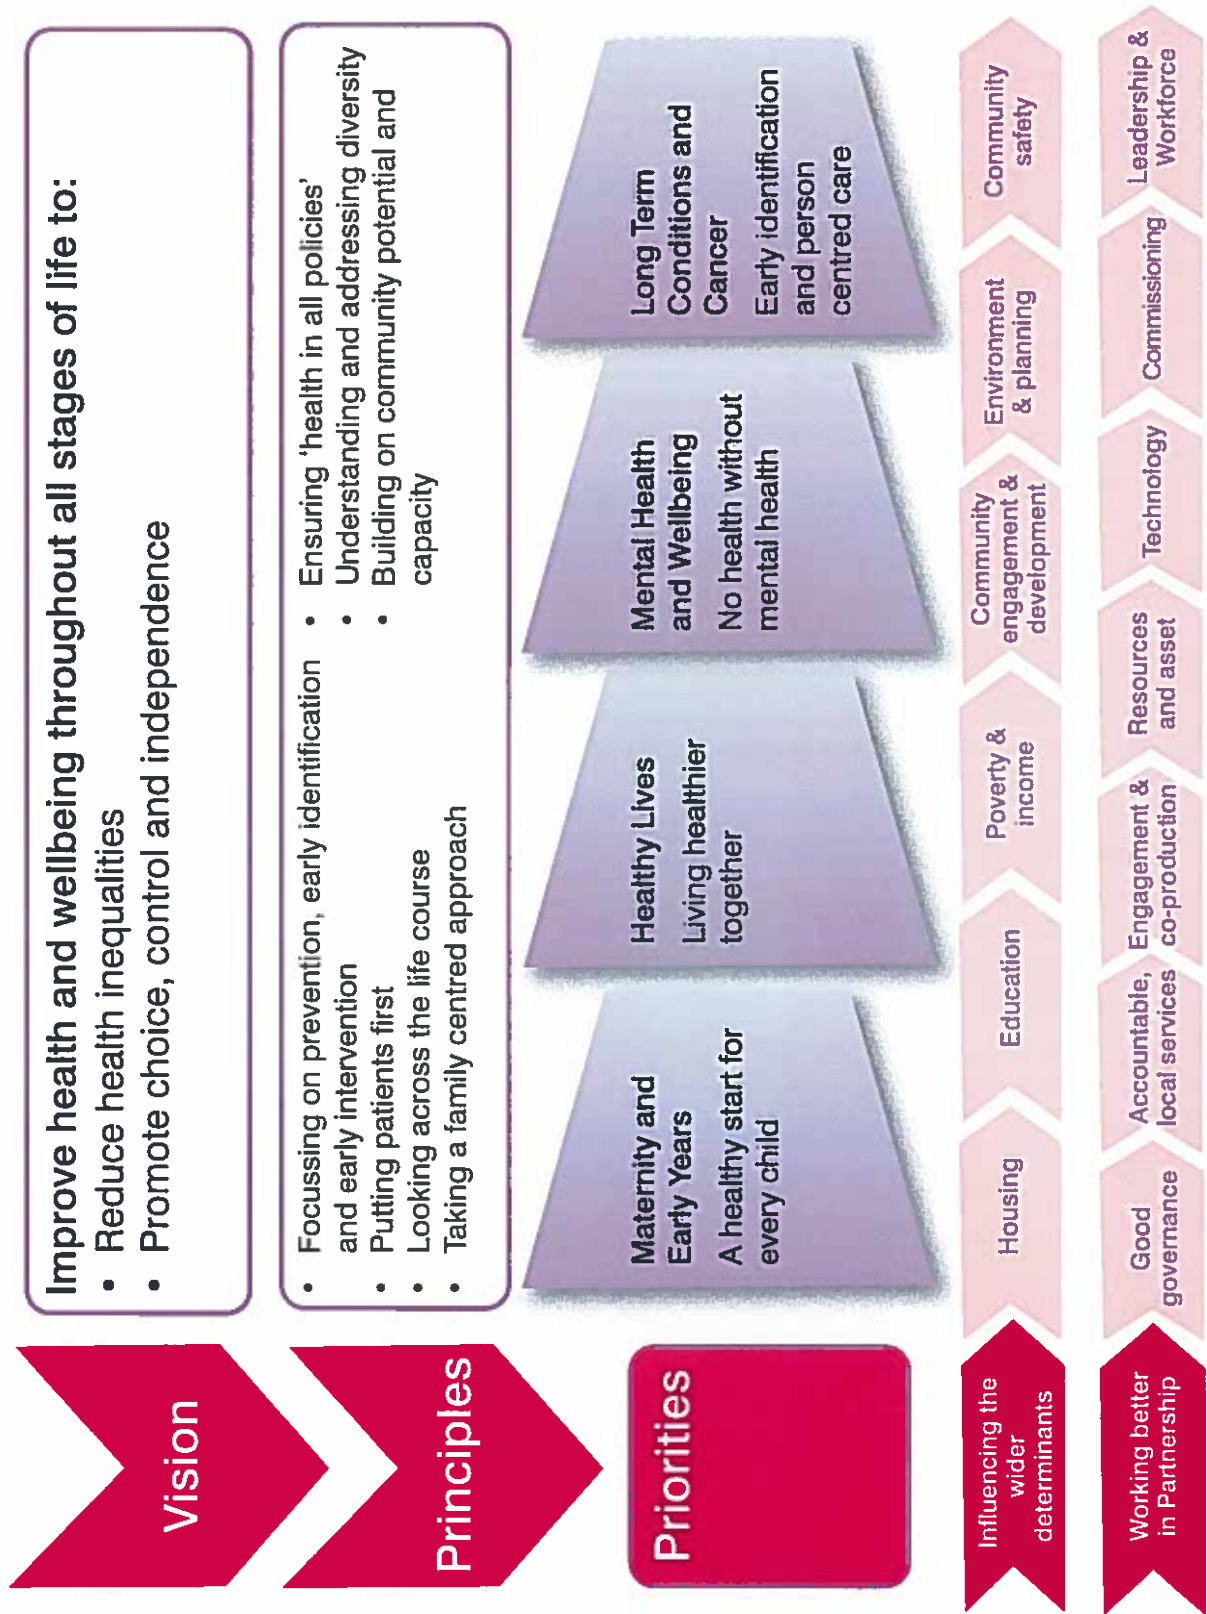 Vision
Improve health and wellbeing throughout all stages of life to:
• Reduce health inequalities
• Promote choice, control and independence
Principles
• Focussing on prevention, early identification
and early intervention
• Putting patients first
• Looking across the life course
• Taking a family centred approach
• Ensuring 'health in all policies'
• Understanding and addressing diversity
• Building on community potential and
capacity
Priorities
Maternity and
Early Years
A healthy start for
every child
Healthy Lives
Living healthier
together
Mental Health
and Wellbeing
No health without
mental health
Long Term
Conditions and
Cancer
Early identification
and person
centred care
Influencing the
wider
determinants
Housing
Education
Poverty &
income
Community
engagement &
development
Environment
& planning
Community
safety
Working better
in Partnership
Good
governance
Accountable,
local services
Engagement &
co-production
Resources
and asset
Technology
Commissioning
Leadership &
Workforce